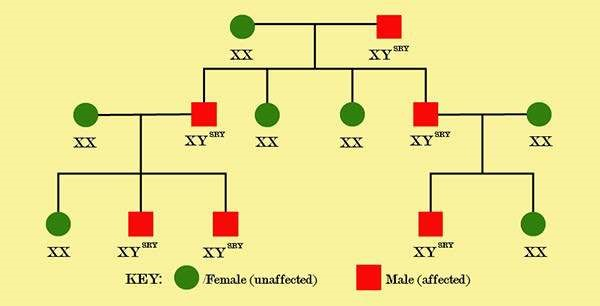 XX XY^SRY
XX XY^SRY XX XX XY^SRY XX
XX XY^SRY XY^SRY XY^SRY XX
KEY: /Female (unaffected) Male (affected)